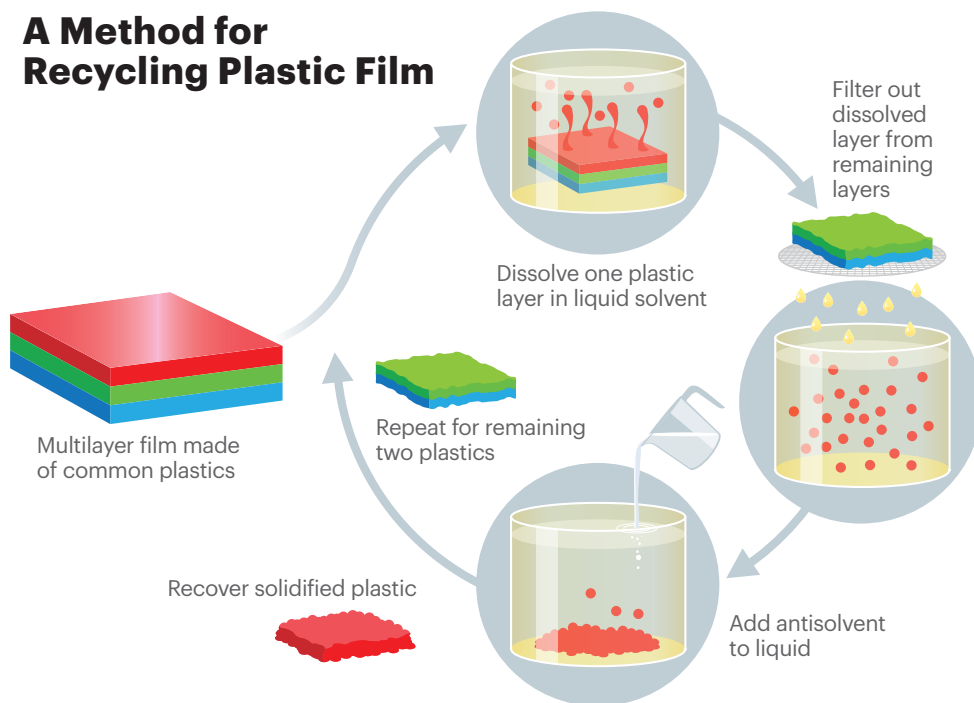 A Method for
Recycling Plastic Film
Multilayer film made
of common plastics
Dissolve one plastic
layer in liquid solvent
Filter out
dissolved
layer from
remaining
layers
Add antisolvent
to liquid
Recover solidified plastic
Repeat for remaining
two plastics